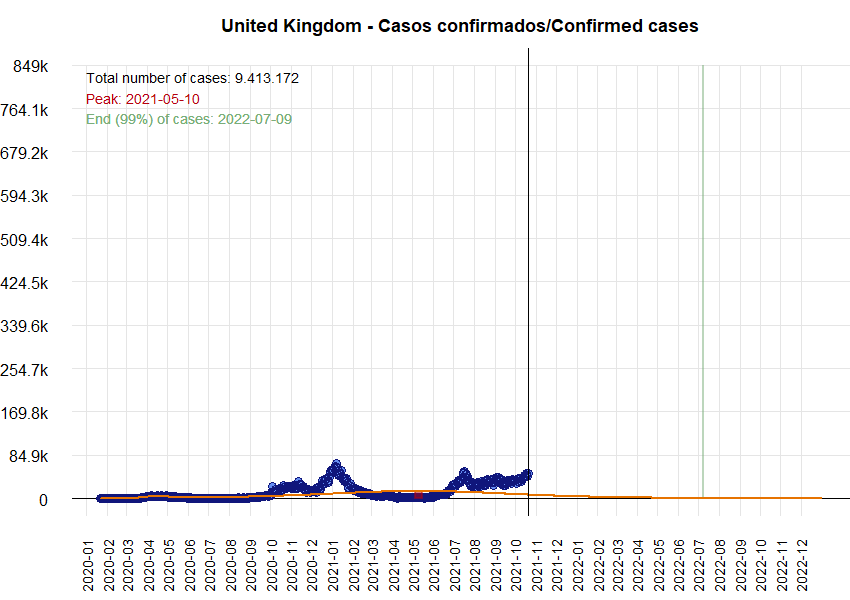 United Kingdom - Casos confirmados/Confirmed cases
849k
764.1k
679.2k
594.3k
509.4k
424.5k
339.6k
254.7k
169.8k
84.9k
0
Total number of cases: 9.413.172
Peak: 2021-05-10
End (99%) of cases: 2022-07-09
2020-01
2020-02
2020-03
2020-04
2020-05
2020-06
2020-07
2020-08
2020-09
2020-10
2020-11
2020-12
2021-01
2021-02
2021-03
2021-04
2021-05
2021-06
2021-07
2021-08
2021-09
2021-10
2021-11
2021-12
2022-01
2022-02
2022-03
2022-04
2022-05
2022-06
2022-07
2022-08
2022-09
2022-10
2022-11
2022-12